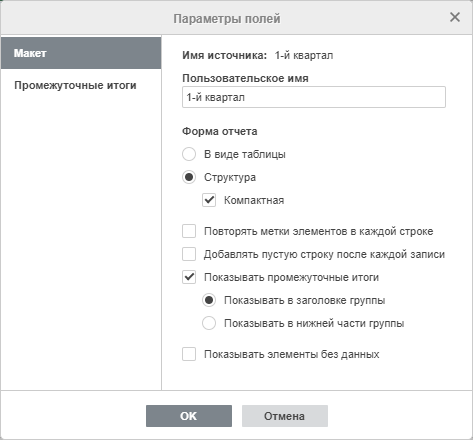 Параметры полей
Макет
Промежуточные итоги
Имя источника: 1-й квартал
Пользовательское имя
1-й квартал
Форма отчета
В виде таблицы
Структура
Компактная
Повторять метки элементов в каждой строке
Добавлять пустую строку после каждой записи
Показывать промежуточные итоги
Показывать в заголовке группы
Показывать в нижней части группы
Показывать элементы без данных
OK
Отмена